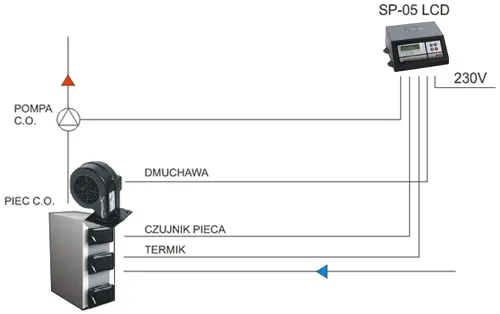 SP-05 LCD
230V
POMPA
C.O.
DMUCHAWA
PIEC C.O.
CZUJNIK PIECA
TERMIK